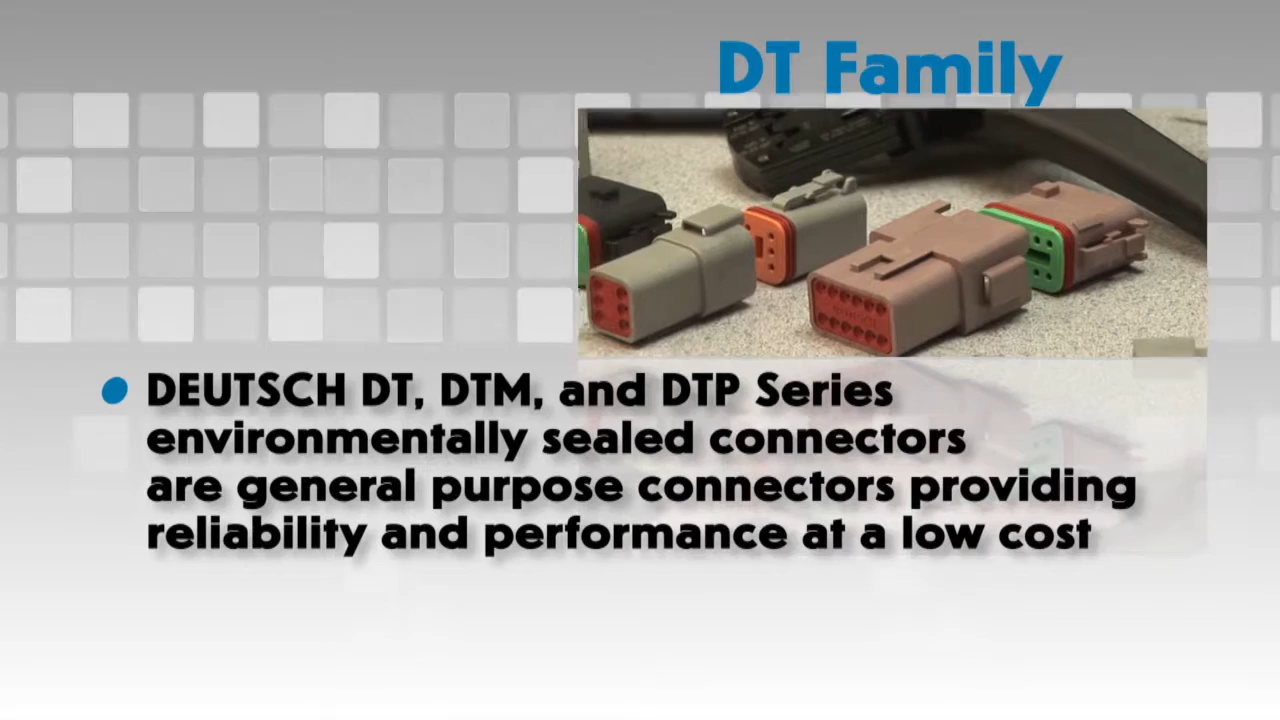 DT Family
DEUTSCH DT, DTM, and DTP Series
environmentally sealed connectors
are general purpose connectors providing
reliability and performance at a low cost